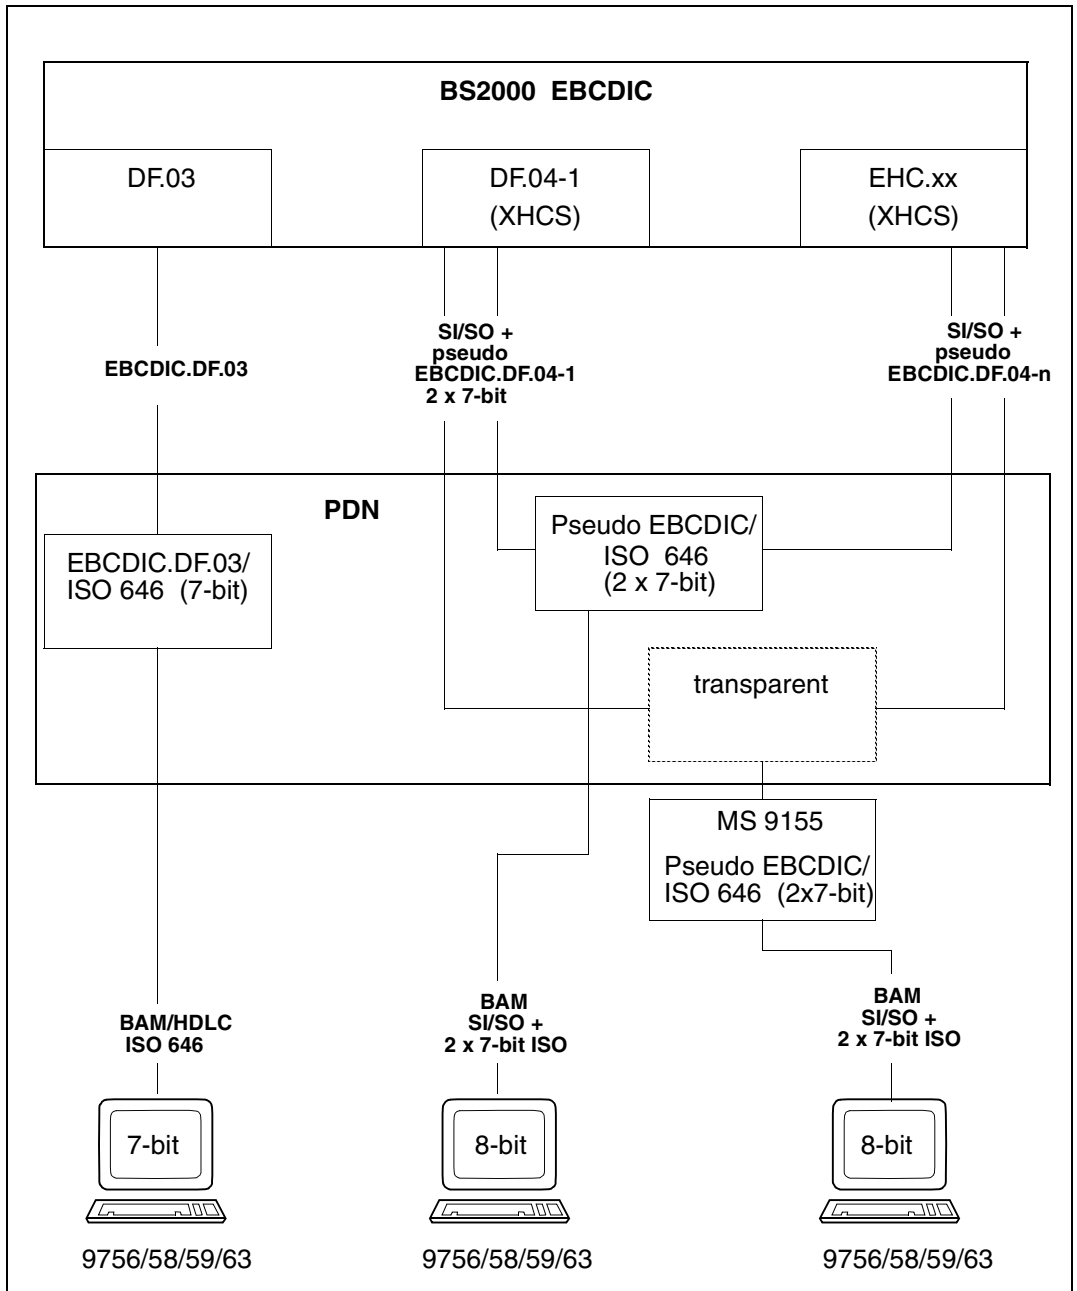 BS2000 EBCDIC
DF.03
DF.04-1
(XHCS)
EHC.xx
(XHCS)
EBCDIC.DF.03
SI/SO +
pseudo
EBCDIC.DF.04-1
2 x 7-bit
SI/SO +
pseudo
EBCDIC.DF.04-n
PDN
EBCDIC.DF.03/
ISO 646 (7-bit)
Pseudo EBCDIC/
ISO 646
(2 x 7-bit)
transparent
MS 9155
Pseudo EBCDIC/
ISO 646 (2x7-bit)
BAM/HDLC
ISO 646
BAM
SI/SO +
2 x 7-bit ISO
BAM
SI/SO +
2 x 7-bit ISO
7-bit
8-bit
8-bit
9756/58/59/63
9756/58/59/63
9756/58/59/63